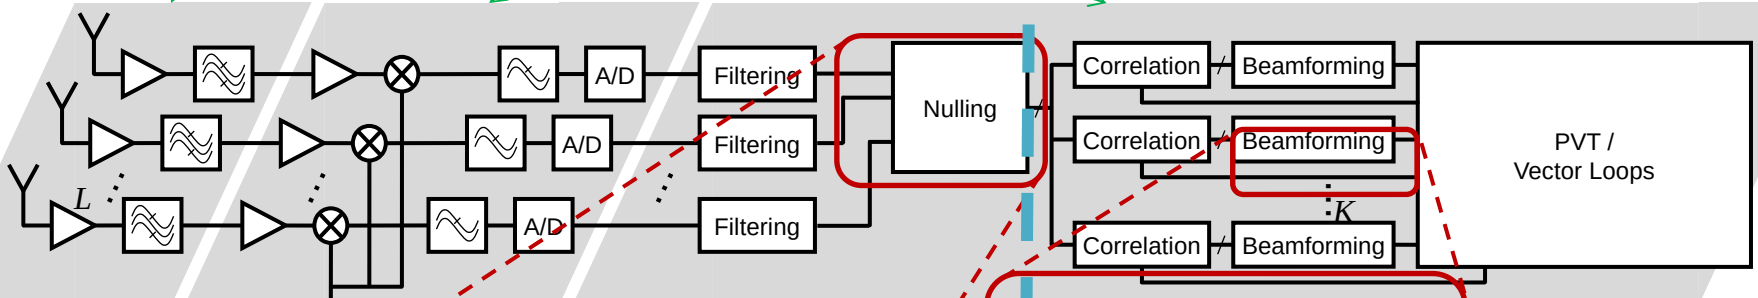 A/D
Filtering
Correlation
Beamforming
Nulling
A/D
Filtering
Correlation
Beamforming
PVT /
Vector Loops
L
K
A/D
Filtering
Correlation
Beamforming